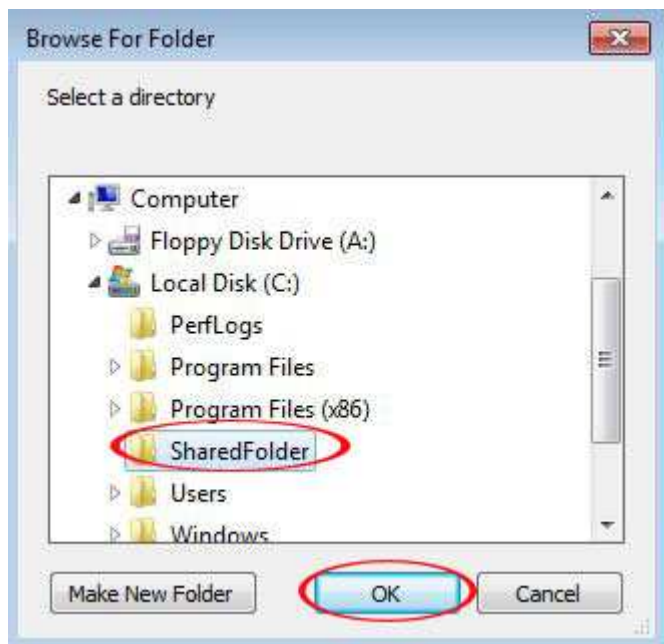 Browse For Folder
Select a directory
Computer
Floppy Disk Drive (A:)
Local Disk (C:)
PerfLogs
Program Files
Program Files (x86)
SharedFolder
Users
Windows
Make New Folder
OK
Cancel